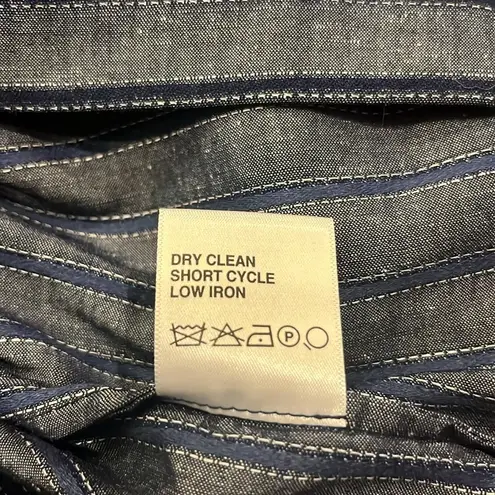 DRY CLEAN
SHORT CYCLE
LOW IRON
P